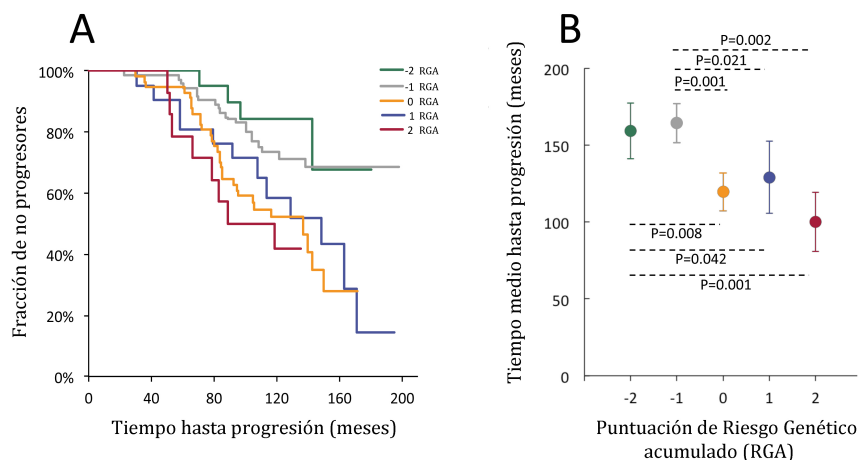 A
Fracción de no progresores
100%
80%
60%
40%
20%
0%
0 40 80 120 160 200
Tiempo hasta progresión (meses)
-2 RGA
-1 RGA
0 RGA
1 RGA
2 RGA
B
Tiempo medio hasta progresión (meses)
200
150
100
50
0
P=0.002
P=0.021
P=0.001
P=0.008
P=0.042
P=0.001
-2 -1 0 1 2
Puntuación de Riesgo Genético
acumulado (RGA)